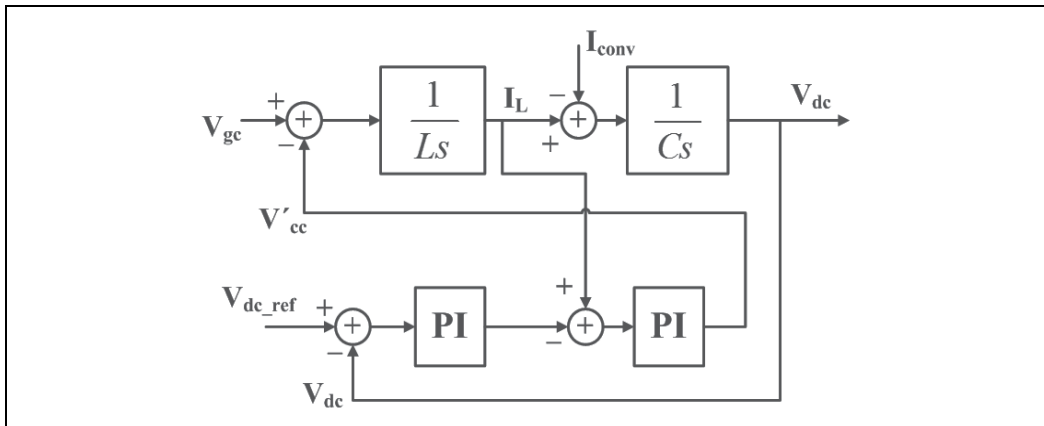 I_conv
1/Ls
I_L
−
1/Cs
V_dc
+
+
+
+
V_gc
−
V´_cc
V_dc_ref
+
+
PI
+
PI
+
−
−
V_dc